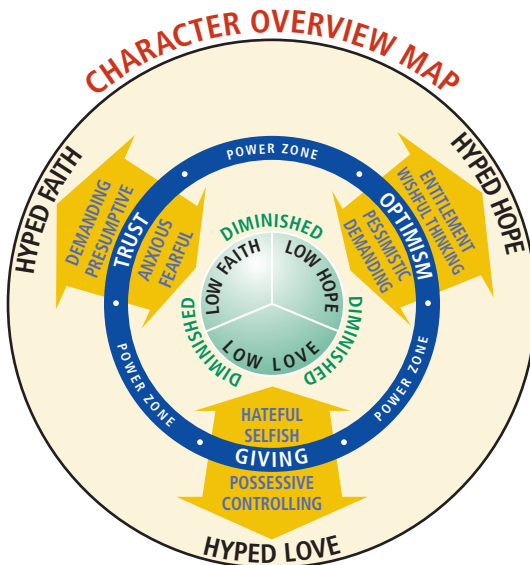 CHARACTER OVERVIEW MAP
HYPED FAITH
HYPED HOPE
POWER ZONE
DEMANDING
PRESUMPTIVE
TRUST
ANXIOUS
FEARFUL
ENTITLEMENT
WISHFUL THINKING
OPTIMISM
PESSIMISTIC
DEMANDING
DIMINISHED
LOW FAITH
LOW HOPE
LOW LOVE
DIMINISHED
DIMINISHED
POWER ZONE
POWER ZONE
HATEFUL
SELFISH
GIVING
POSSESSIVE
CONTROLLING
HYPED LOVE